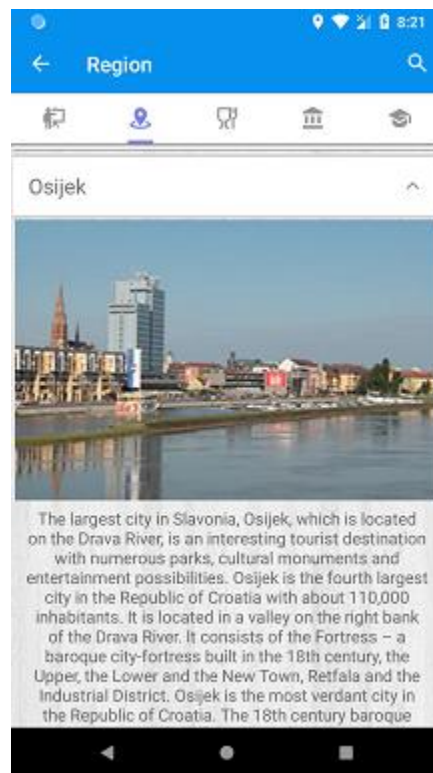 8:21
Region
Osijek
The largest city in Slavonia, Osijek, which is located
on the Drava River, is an interesting tourist destination
with numerous parks, cultural monuments and
entertainment possibilities. Osijek is the fourth largest
city in the Republic of Croatia with about 110,000
inhabitants. It is located in a valley on the right bank
of the Drava River. It consists of the Fortress – a
baroque city-fortress built in the 18th century, the
Upper, the Lower and the New Town, Retfala and the
Industrial District. Osijek is the most verdant city in
the Republic of Croatia. The 18th century baroque